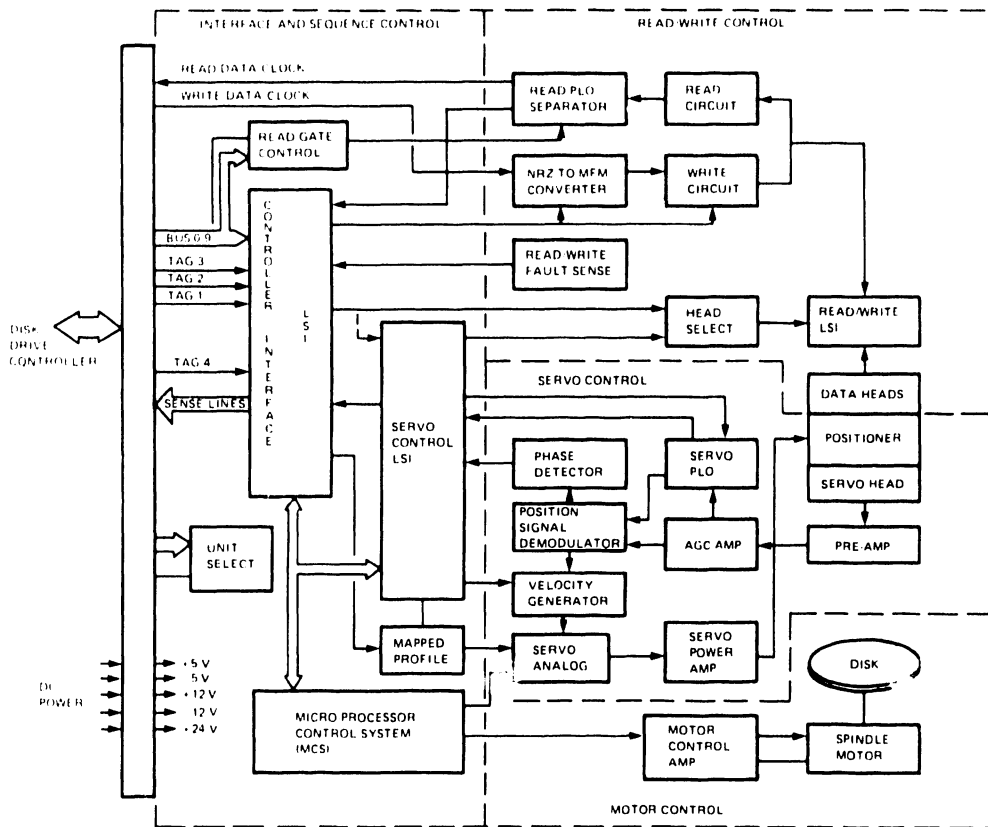 INTERFACE AND SEQUENCE CONTROL
READ/WRITE CONTROL
READ DATA CLOCK
WRITE DATA CLOCK
READ PLO
SEPARATOR
READ
CIRCUIT
READ GATE
CONTROL
NRZ TO MFM
CONVERTER
WRITE
CIRCUIT
CONTROLLER INTERFACE
LSI
BUS 0-9
TAG 3
TAG 2
TAG 1
READ/WRITE
FAULT SENSE
HEAD
SELECT
READ/WRITE
LSI
DISK
DRIVE
CONTROLLER
TAG 4
SENSE LINES
SERVO CONTROL
DATA HEADS
SERVO
CONTROL
LSI
PHASE
DETECTOR
SERVO
PLO
POSITIONER
SERVO HEAD
POSITION
SIGNAL
DEMODULATOR
AGC AMP
PRE-AMP
UNIT
SELECT
VELOCITY
GENERATOR
MAPPED
PROFILE
SERVO
ANALOG
SERVO
POWER
AMP
DISK
POWER
+5 V
5 V
+12 V
12 V
+24 V
MICRO PROCESSOR
CONTROL SYSTEM
(MCS)
MOTOR
CONTROL
AMP
SPINDLE
MOTOR
MOTOR CONTROL